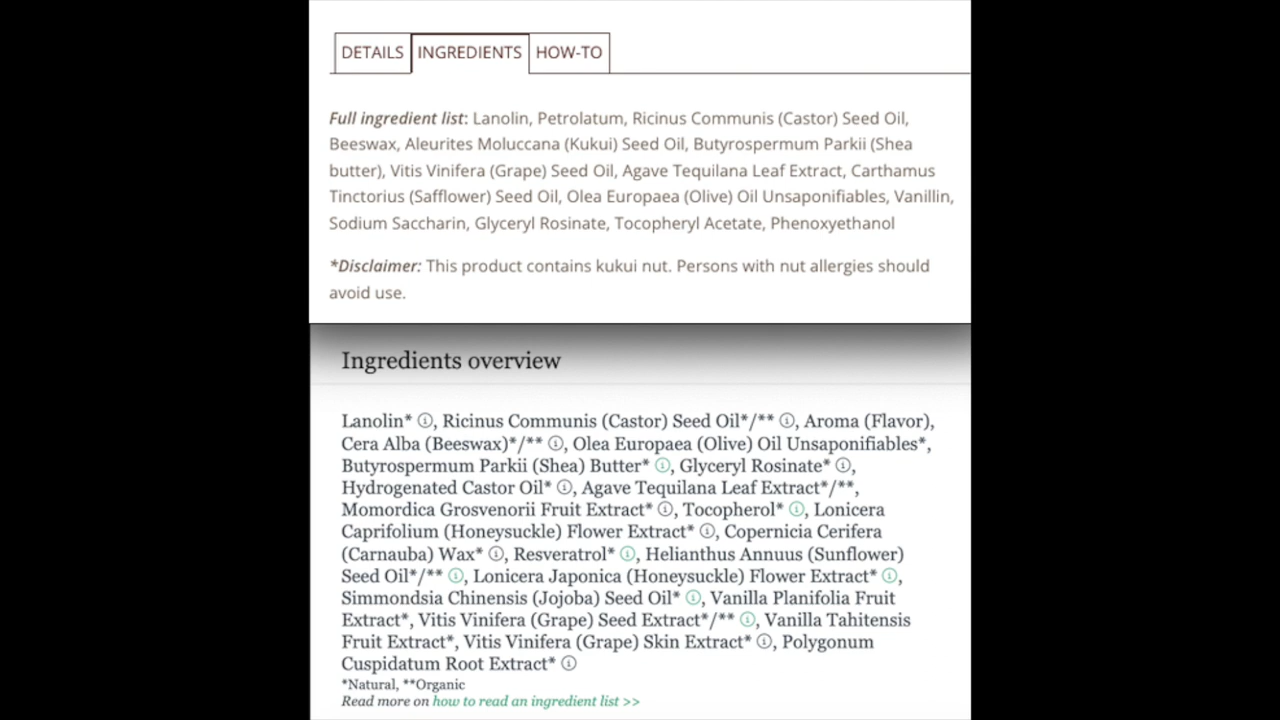 DETAILS INGREDIENTS HOW-TO
Full ingredient list: Lanolin, Petrolatum, Ricinus Communis (Castor) Seed Oil,
Beeswax, Aleurites Moluccana (Kukui) Seed Oil, Butyrospermum Parkii (Shea
butter), Vitis Vinifera (Grape) Seed Oil, Agave Tequilana Leaf Extract, Carthamus
Tinctorius (Safflower) Seed Oil, Olea Europaea (Olive) Oil Unsaponifiables, Vanillin,
Sodium Saccharin, Glyceryl Rosinate, Tocopheryl Acetate, Phenoxyethanol
*Disclaimer: This product contains kukui nut. Persons with nut allergies should
avoid use.
Ingredients overview
Lanolin* ⓘ, Ricinus Communis (Castor) Seed Oil*/** ⓘ, Aroma (Flavor),
Cera Alba (Beeswax)*/** ⓘ, Olea Europaea (Olive) Oil Unsaponifiables*,
Butyrospermum Parkii (Shea) Butter* ⓘ, Glyceryl Rosinate* ⓘ,
Hydrogenated Castor Oil* ⓘ, Agave Tequilana Leaf Extract*/**,
Momordica Grosvenorii Fruit Extract* ⓘ, Tocopherol* ⓘ, Lonicera
Caprifolium (Honeysuckle) Flower Extract* ⓘ, Copernicia Cerifera
(Carnauba) Wax* ⓘ, Resveratrol* ⓘ, Helianthus Annuus (Sunflower)
Seed Oil*/** ⓘ, Lonicera Japonica (Honeysuckle) Flower Extract* ⓘ,
Simmondsia Chinensis (Jojoba) Seed Oil* ⓘ, Vanilla Planifolia Fruit
Extract*, Vitis Vinifera (Grape) Seed Extract*/** ⓘ, Vanilla Tahitensis
Fruit Extract*, Vitis Vinifera (Grape) Skin Extract* ⓘ, Polygonum
Cuspidatum Root Extract* ⓘ
*Natural, **Organic
Read more on how to read an ingredient list >>